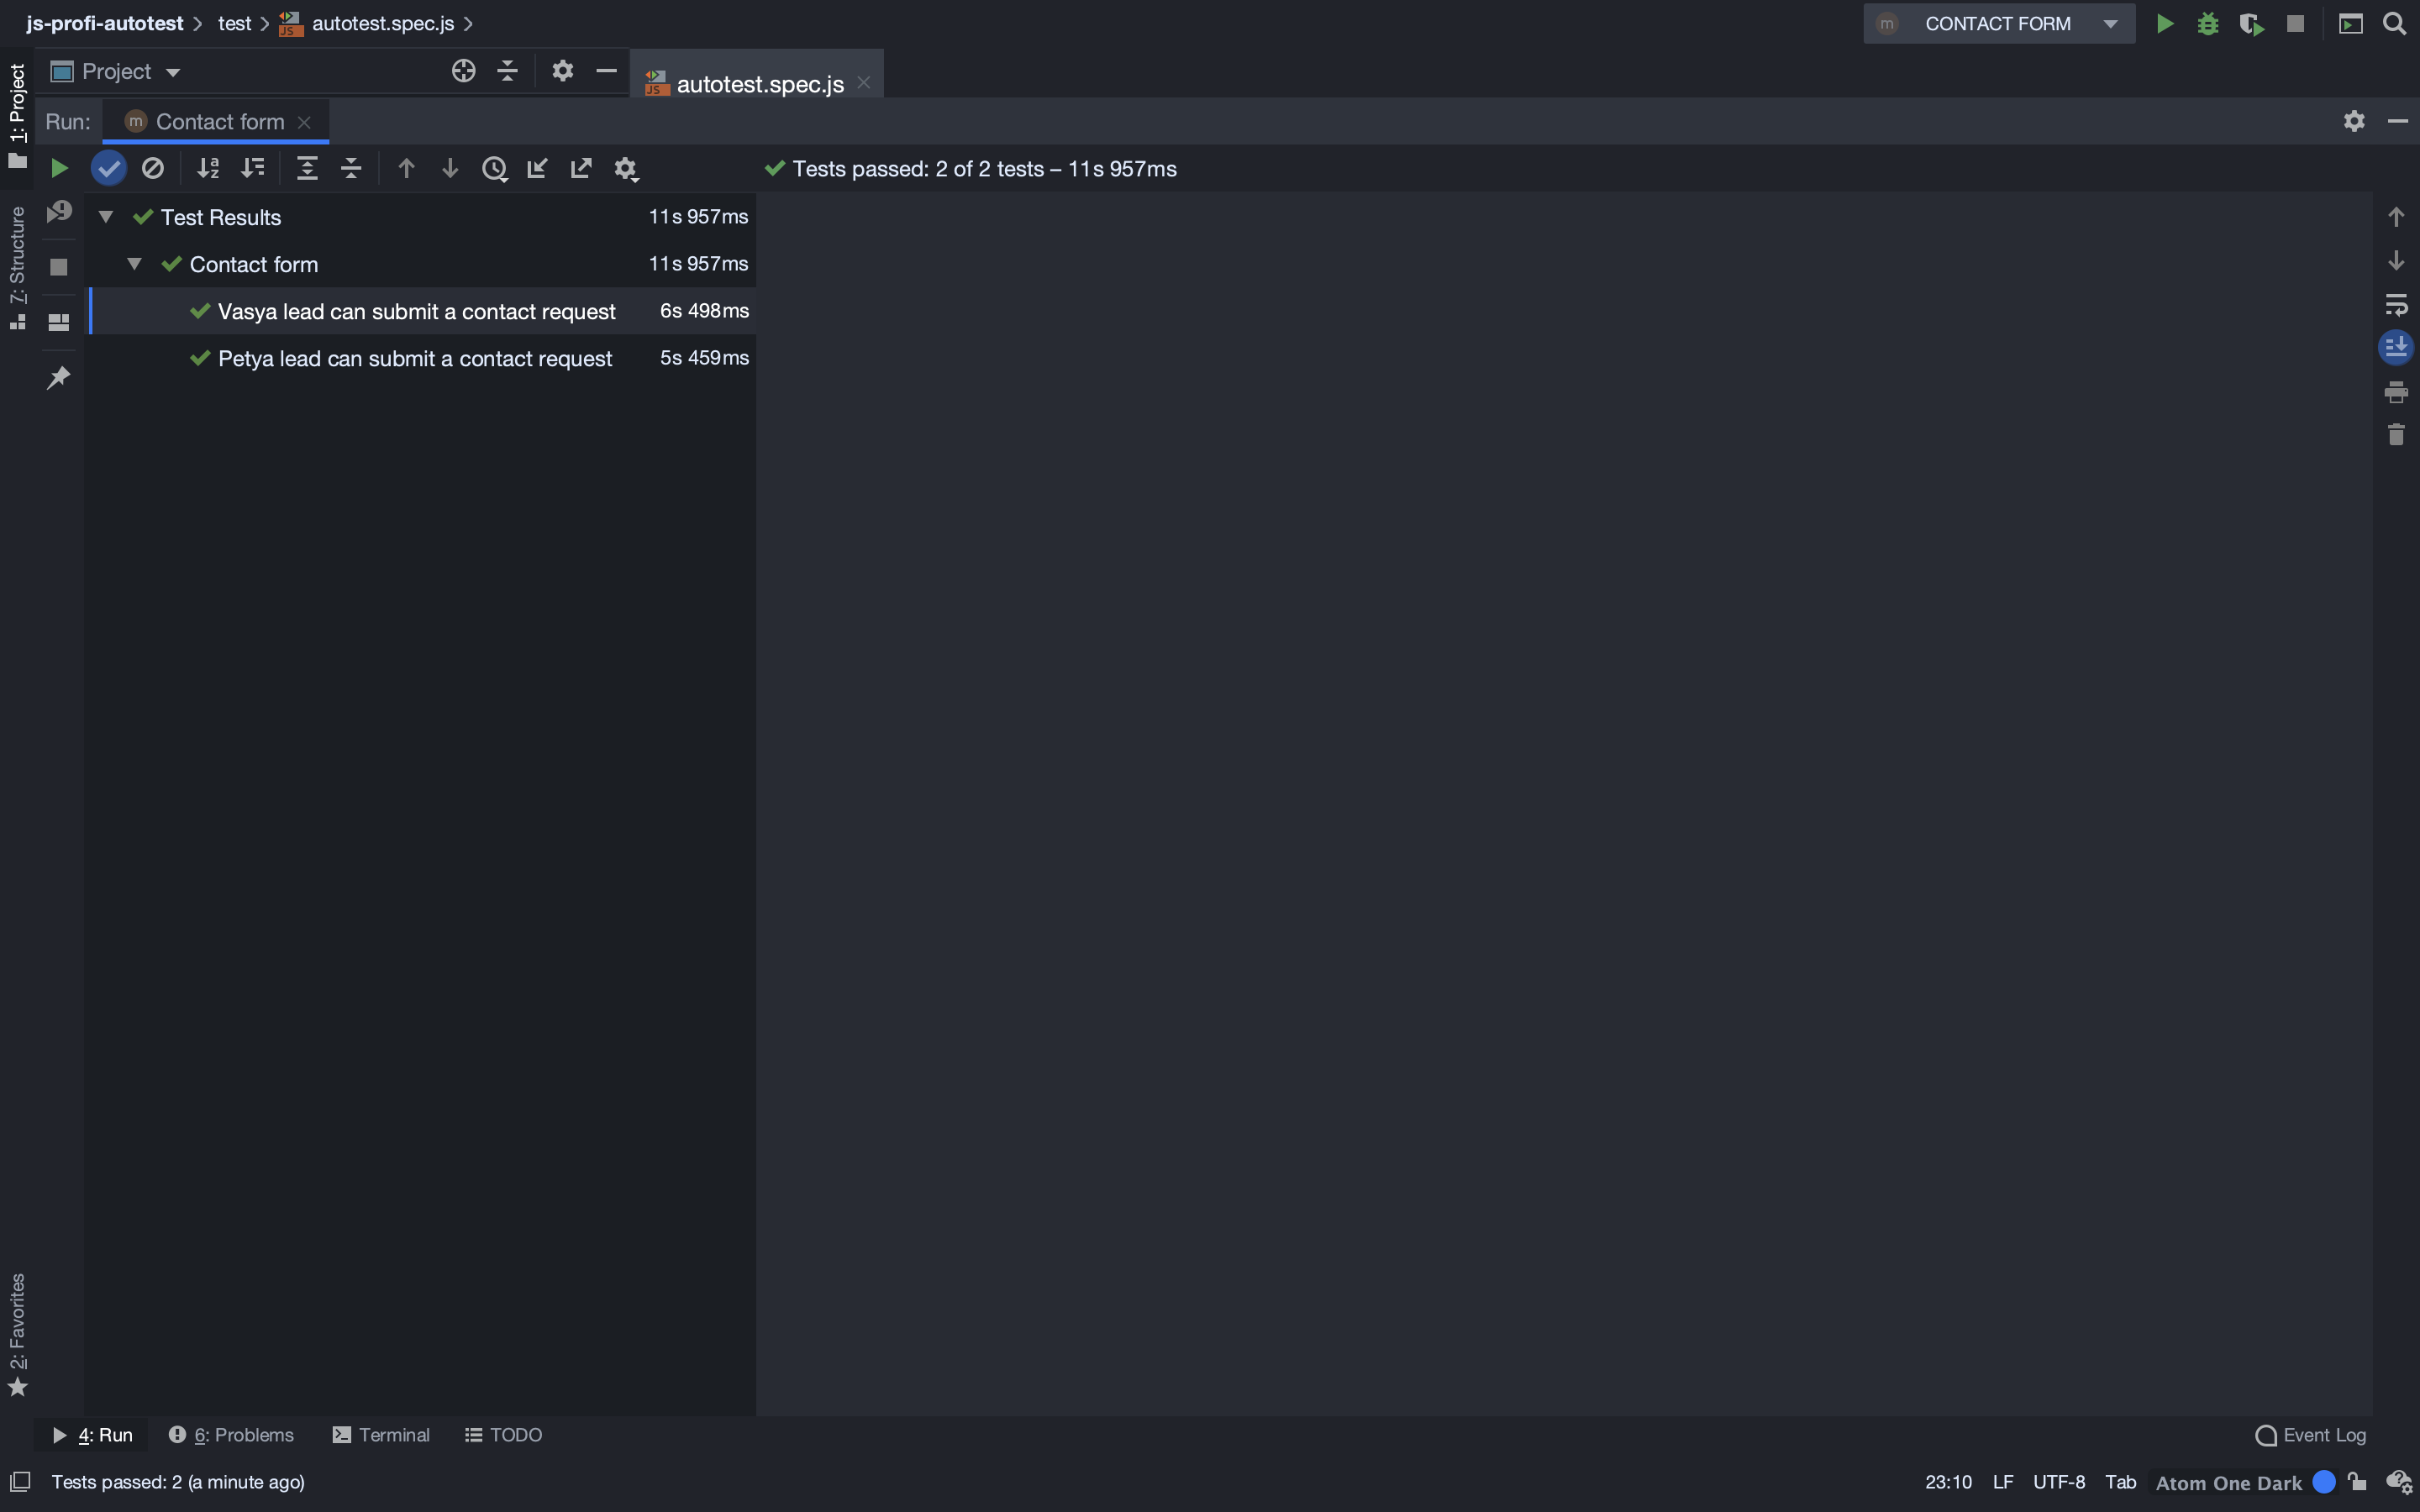 js-profi-autotest test autotest.spec.js CONTACT FORM
1: Project
Project autotest.spec.js
Run: Contact form
Tests passed: 2 of 2 tests – 11s 957ms
7: Structure
Test Results 11s 957ms
Contact form 11s 957ms
Vasya lead can submit a contact request 6s 498ms
Petya lead can submit a contact request 5s 459ms
2: Favorites
4: Run 6: Problems Terminal TODO Event Log
Tests passed: 2 (a minute ago) 23:10 LF UTF-8 Tab Atom One Dark